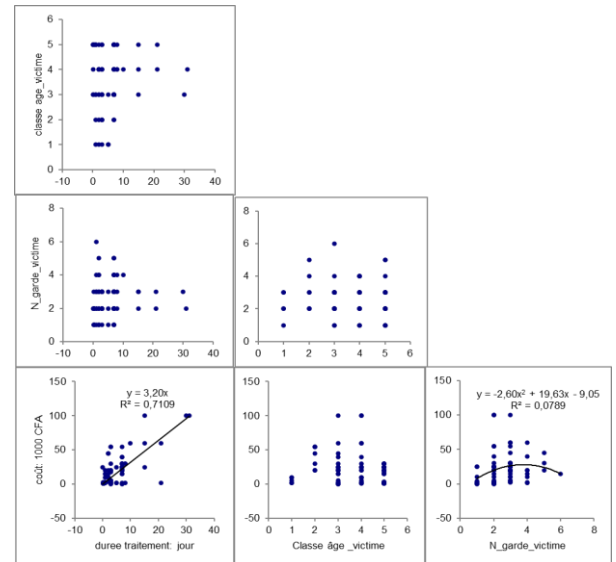 classe age_victime
6
5
4
3
2
1
0
-10 0 10 20 30 40
N_garde_victime
8
6
4
2
0
-10 0 10 20 30 40
8
6
4
2
0
0 1 2 3 4 5 6
coût: 1000 CFA
150
100
50
0
-50
y = 3,20x
R² = 0,7109
0 10 20 30 40
duree traitement: jour
150
100
50
0
-50
0 1 2 3 4 5 6
Classe âge _victime
150
100
50
0
-50
y = -2,60x² + 19,63x - 9,05
R² = 0,0789
0 2 4 6 8
N_garde_victime